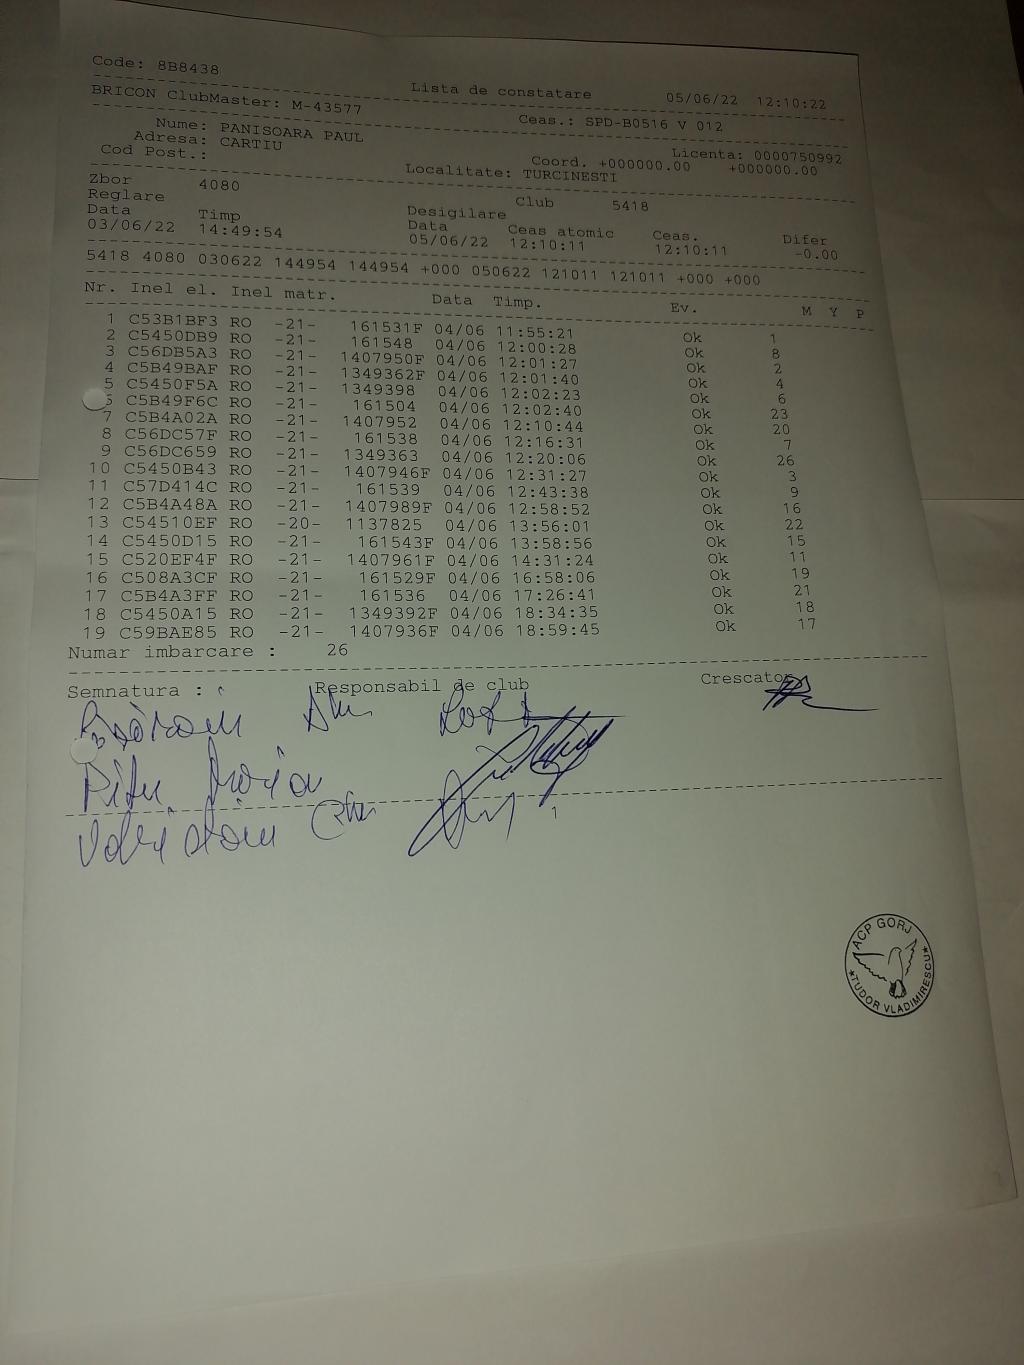 Code: 8B8438 Lista de constatare 05/06/22 12:10:22
BRICON ClubMaster: M-43577 Ceas.: SPD-B0516 V 012
Nume: PANISOARA PAUL Licenta: 0000750992
Adresa: CARTIU Coord. +000000.00 +000000.00
Cod Post.: Localitate: TURCINESTI
Zbor 4080 Club 5418
Reglare Desigilare
Data Timp Data Ceas atomic Ceas. Difer
03/06/22 14:49:54 05/06/22 12:10:11 12:10:11 -0.00
5418 4080 030622 144954 144954 +000 050622 121011 121011 +000 +000
Nr. Inel el. Inel matr. Data Timp. Ev. M Y P
1 C53B1BF3 RO -21- 161531F 04/06 11:55:21 Ok 1
2 C5450DB9 RO -21- 161548 04/06 12:00:28 Ok 8
3 C56DB5A3 RO -21- 1407950F 04/06 12:01:27 Ok 2
4 C5B49BAF RO -21- 1349362F 04/06 12:01:40 Ok 4
5 C5450F5A RO -21- 1349398 04/06 12:02:23 Ok 6
6 C5B49F6C RO -21- 161504 04/06 12:02:40 Ok 23
7 C5B4A02A RO -21- 1407952 04/06 12:10:44 Ok 20
8 C56DC57F RO -21- 161538 04/06 12:16:31 Ok 7
9 C56DC659 RO -21- 1349363 04/06 12:20:06 Ok 26
10 C5450B43 RO -21- 1407946F 04/06 12:31:27 Ok 3
11 C57D414C RO -21- 161539 04/06 12:43:38 Ok 9
12 C5B4A48A RO -21- 1407989F 04/06 12:58:52 Ok 16
13 C54510EF RO -20- 1137825 04/06 13:56:01 Ok 22
14 C5450D15 RO -21- 161543F 04/06 13:58:56 Ok 15
15 C520EF4F RO -21- 1407961F 04/06 14:31:24 Ok 11
16 C508A3CF RO -21- 161529F 04/06 16:58:06 Ok 19
17 C5B4A3FF RO -21- 161536 04/06 17:26:41 Ok 21
18 C5450A15 RO -21- 1349392F 04/06 18:34:35 Ok 18
19 C59BAE85 RO -21- 1407936F 04/06 18:59:45 Ok 17
Numar imbarcare : 26
Semnatura : Responsabil de club Crescator
1
ACP GORJ
*TUDOR VLADIMIRESCU*